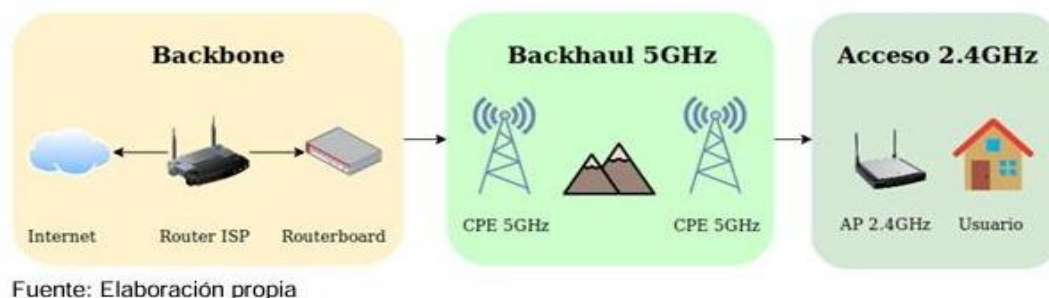 Backbone
Backhaul 5GHz
Acceso 2.4GHz
Internet
Router ISP
Routerboard
CPE 5GHz
CPE 5GHz
AP 2.4GHz
Usuario
Fuente: Elaboración propia